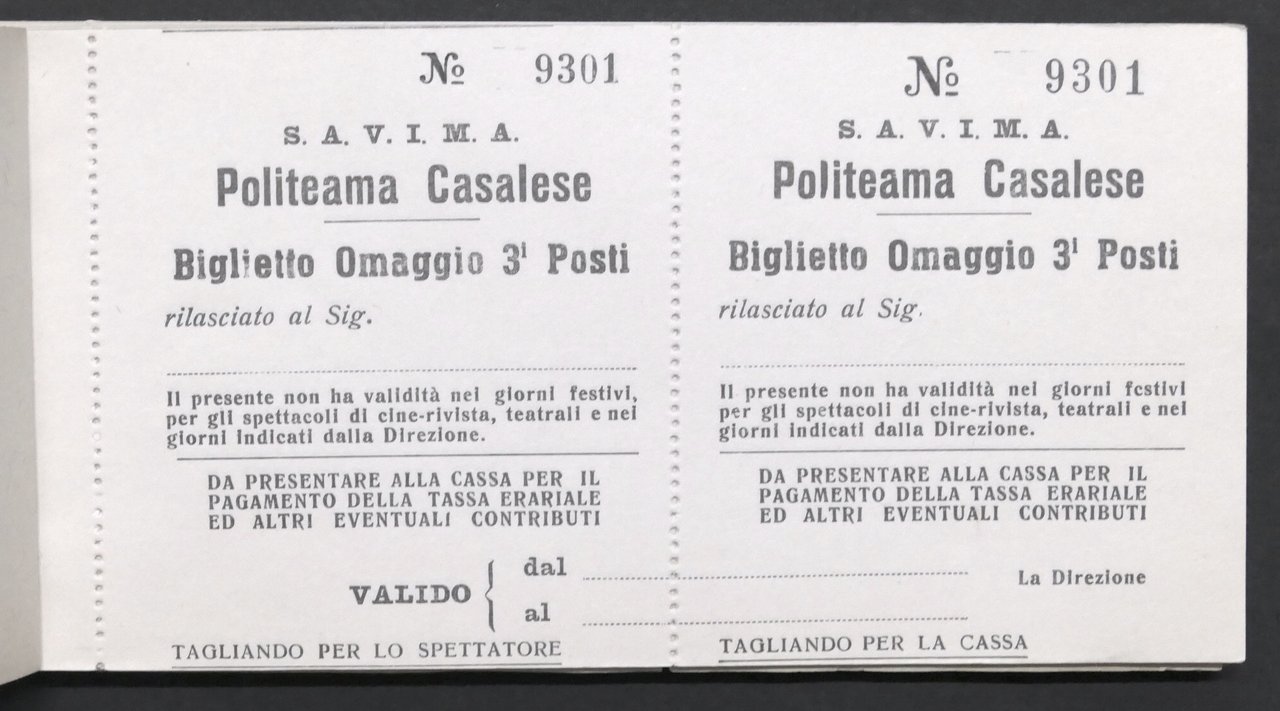 Nº 9301
S. A. V. I. M. A.
Politeama Casalese
Biglietto Omaggio 3ⁱ Posti
rilasciato al Sig.
Il presente non ha validità nei giorni festivi,
per gli spettacoli di cine-rivista, teatrali e nei
giorni indicati dalla Direzione.
DA PRESENTARE ALLA CASSA PER IL
PAGAMENTO DELLA TASSA ERARIALE
ED ALTRI EVENTUALI CONTRIBUTI
VALIDO { dal
al
TAGLIANDO PER LO SPETTATORE
Nº 9301
S. A. V. I. M. A.
Politeama Casalese
Biglietto Omaggio 3ⁱ Posti
rilasciato al Sig.
Il presente non ha validità nei giorni festivi
per gli spettacoli di cine-rivista, teatrali e nei
giorni indicati dalla Direzione.
DA PRESENTARE ALLA CASSA PER IL
PAGAMENTO DELLA TASSA ERARIALE
ED ALTRI EVENTUALI CONTRIBUTI
La Direzione
TAGLIANDO PER LA CASSA